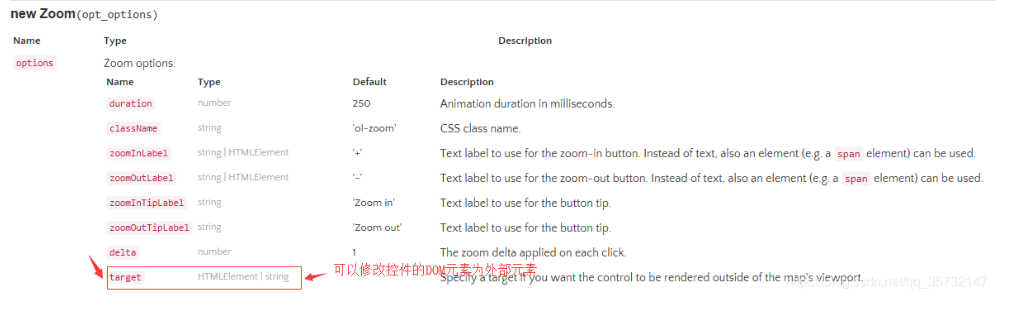 new Zoom(opt_options)
Name Type Description
options Zoom options.
Name Type Default Description
duration number 250 Animation duration in milliseconds.
className string 'ol-zoom' CSS class name.
zoomInLabel string | HTMLElement '+' Text label to use for the zoom-in button. Instead of text, also an element (e.g. a span element) can be used.
zoomOutLabel string | HTMLElement '-' Text label to use for the zoom-out button. Instead of text, also an element (e.g. a span element) can be used.
zoomInTipLabel string 'Zoom in' Text label to use for the button tip.
zoomOutTipLabel string 'Zoom out' Text label to use for the button tip.
delta number 1 The zoom delta applied on each click.
可以修改控件的DOM元素为外部元素
target HTMLElement | string Specify a target if you want the control to be rendered outside of the map's viewport.
https://blog.csdn.net/qq_35732147